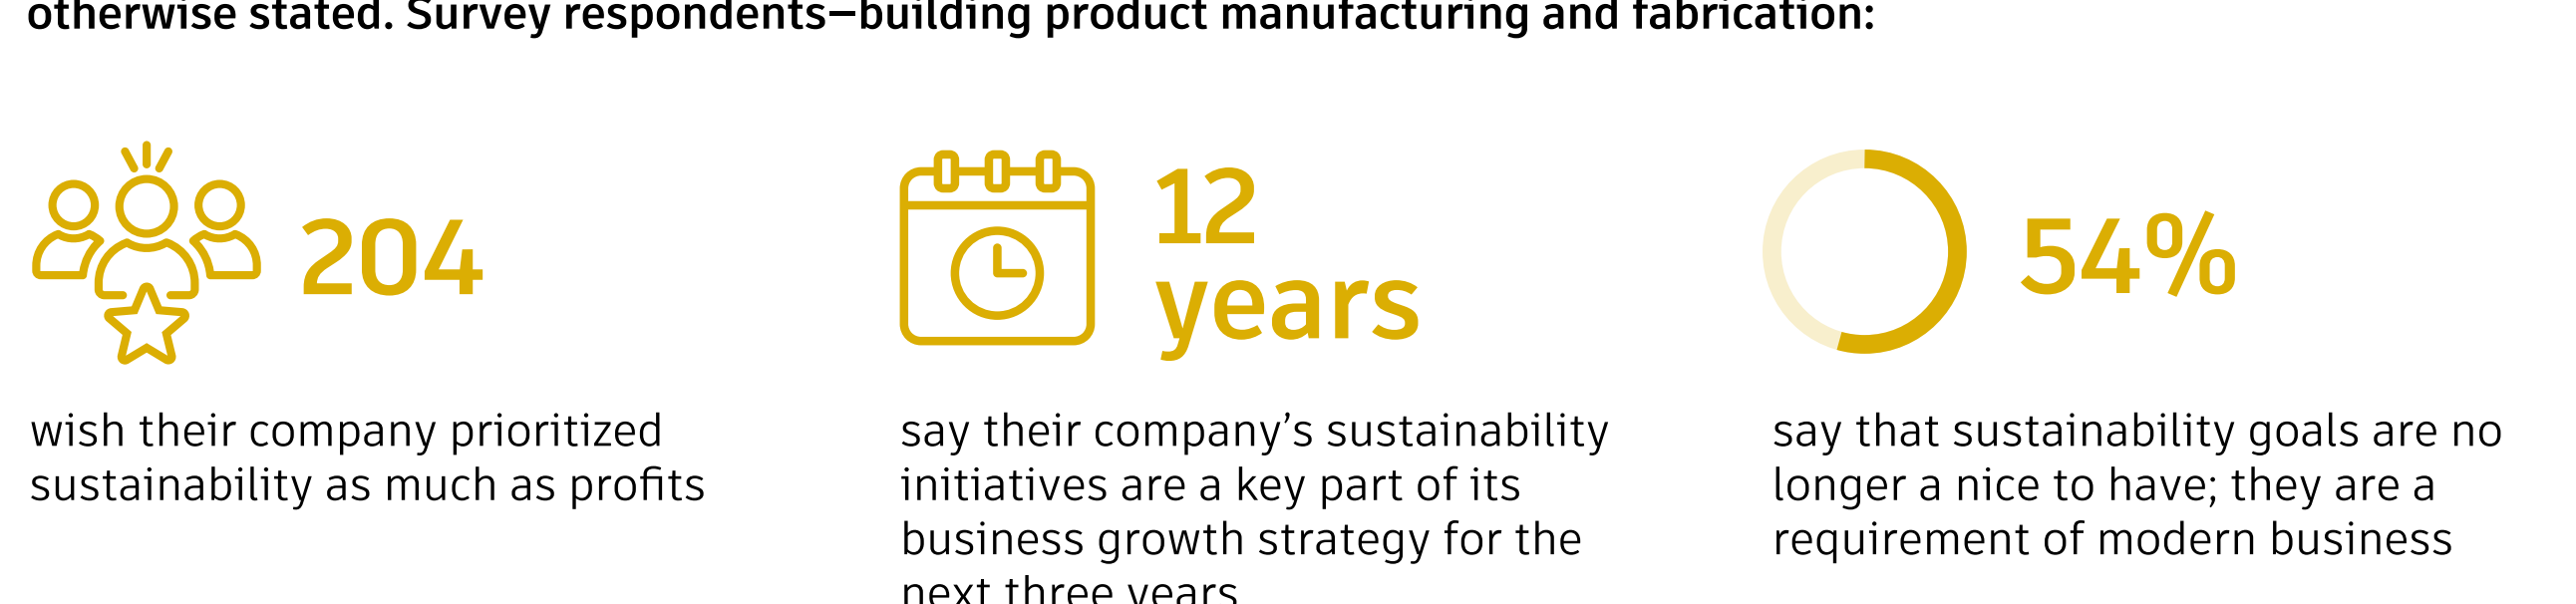 otherwise stated. Survey respondents—building product manufacturing and fabrication:
204
wish their company prioritized
sustainability as much as profits
12
years
say their company’s sustainability
initiatives are a key part of its
business growth strategy for the
next three years
54%
say that sustainability goals are no
longer a nice to have; they are a
requirement of modern business